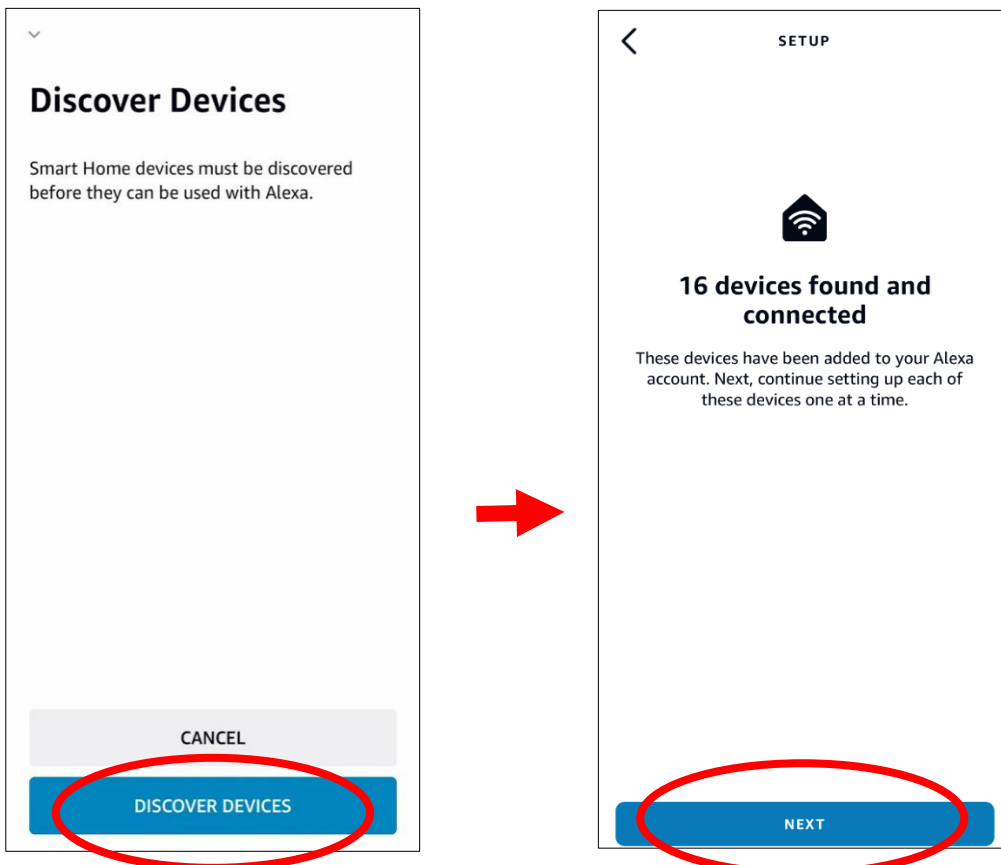 Discover Devices
Smart Home devices must be discovered
before they can be used with Alexa.
CANCEL
DISCOVER DEVICES
SETUP
16 devices found and
connected
These devices have been added to your Alexa
account. Next, continue setting up each of
these devices one at a time.
NEXT